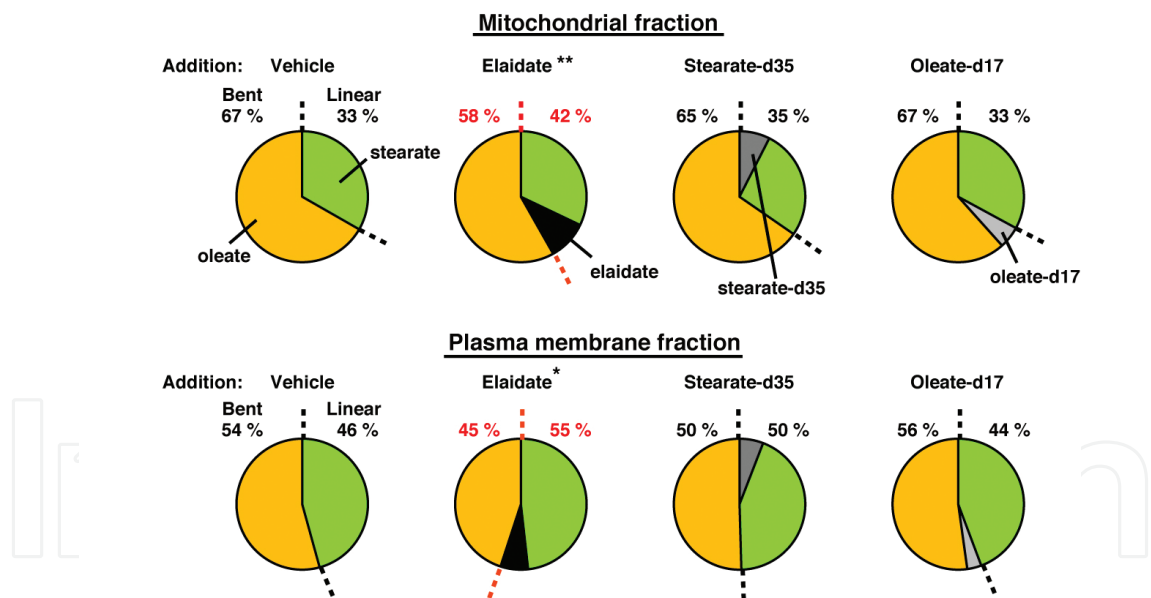 Mitochondrial fraction
Addition: Vehicle Elaidate ** Stearate-d35 Oleate-d17
Bent Linear
67 % 33 % 58 % 42 % 65 % 35 % 67 % 33 %
stearate
oleate
elaidate
stearate-d35
oleate-d17
Plasma membrane fraction
Addition: Vehicle Elaidate * Stearate-d35 Oleate-d17
Bent Linear
54 % 46 % 45 % 55 % 50 % 50 % 56 % 44 %